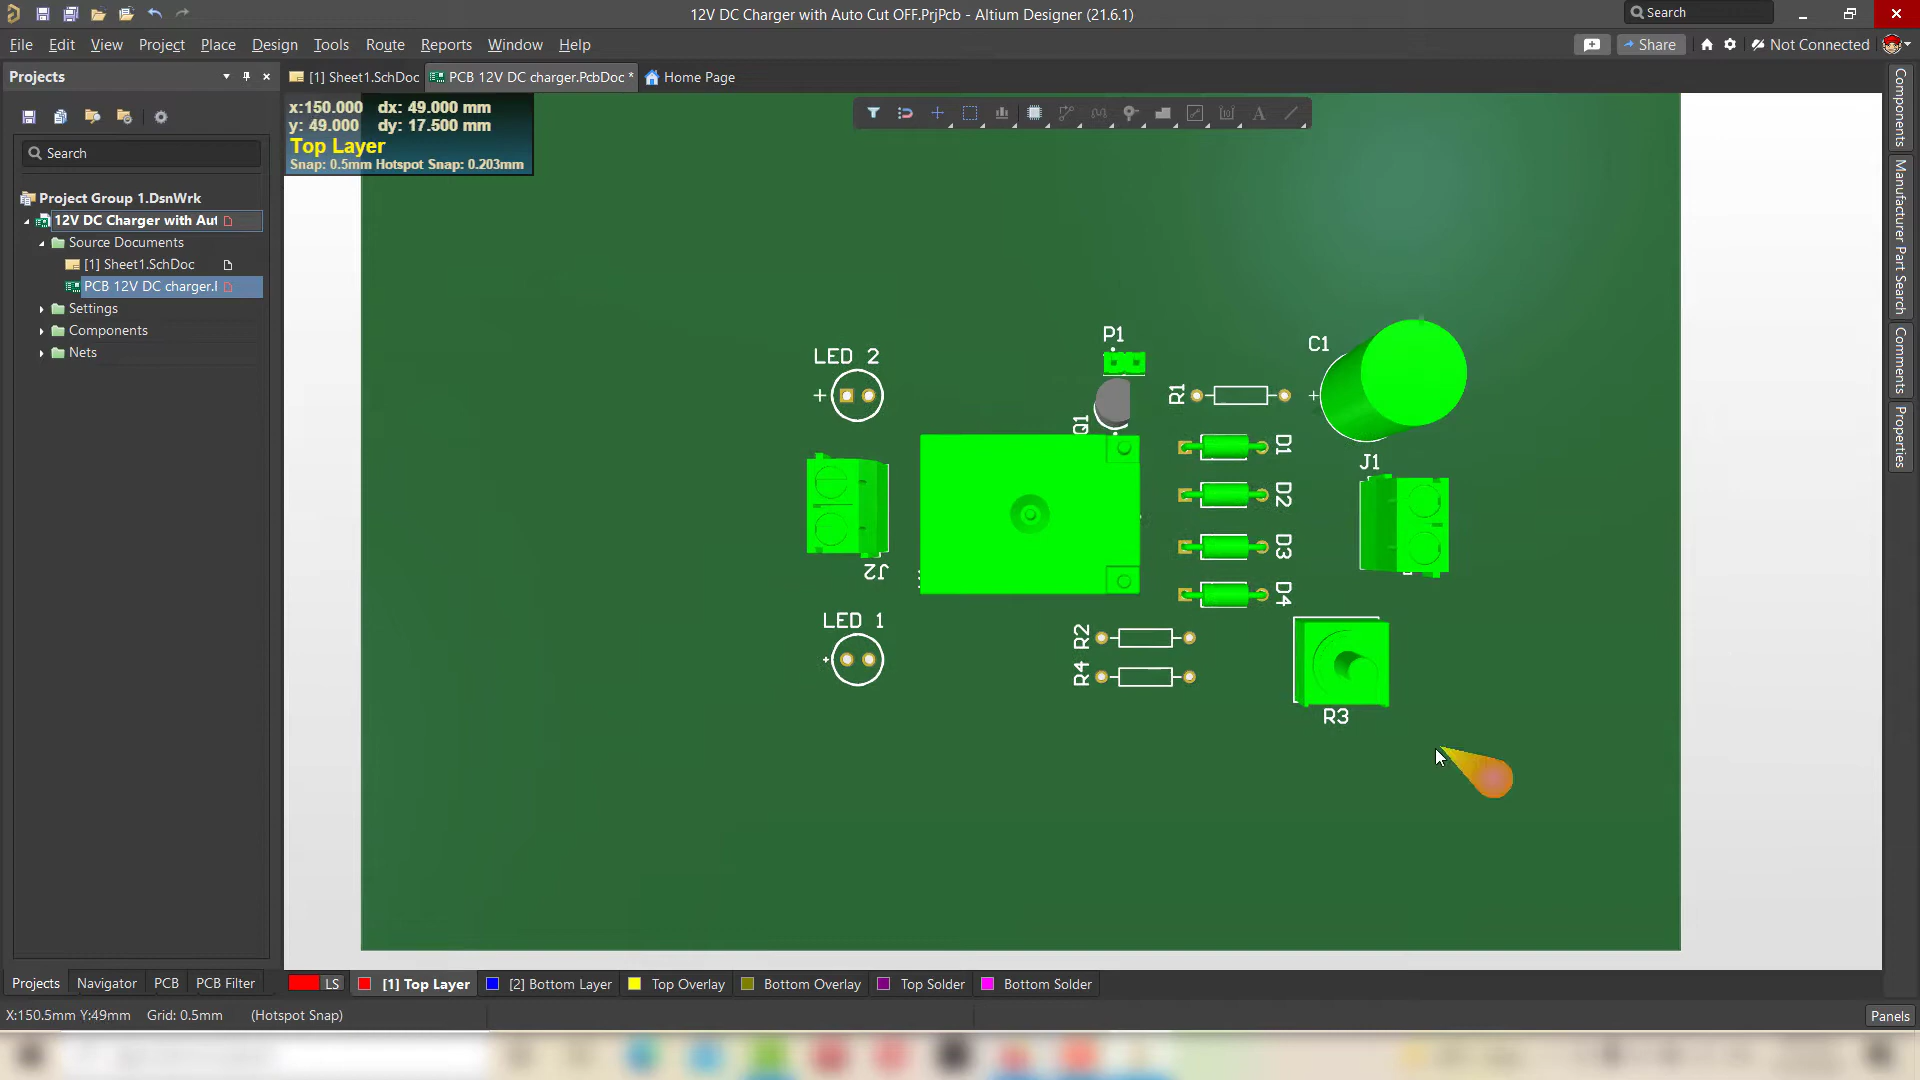 12V DC Charger with Auto Cut OFF.PrjPcb - Altium Designer (21.6.1)
Search
File Edit View Project Place Design Tools Route Reports Window Help
Share
Not Connected
Projects
[1] Sheet1.SchDoc
PCB 12V DC charger.PcbDoc *
Home Page
x:150.000 dx: 49.000 mm
y: 49.000 dy: 17.500 mm
Top Layer
Snap: 0.5mm Hotspot Snap: 0.203mm
Search
Project Group 1.DsnWrk
12V DC Charger with Aut
Source Documents
[1] Sheet1.SchDoc
PCB 12V DC charger.
Settings
Components
Nets
Components
Manufacturer Part Search
Comments
Properties
P1
C1
LED 2
+
R1
+
Q1
D1
J1
D2
D3
J2
D4
LED 1
+
R2
R4
R3
Projects Navigator PCB PCB Filter
LS
[1] Top Layer
[2] Bottom Layer
Top Overlay
Bottom Overlay
Top Solder
Bottom Solder
X:150.5mm Y:49mm Grid: 0.5mm (Hotspot Snap)
Panels